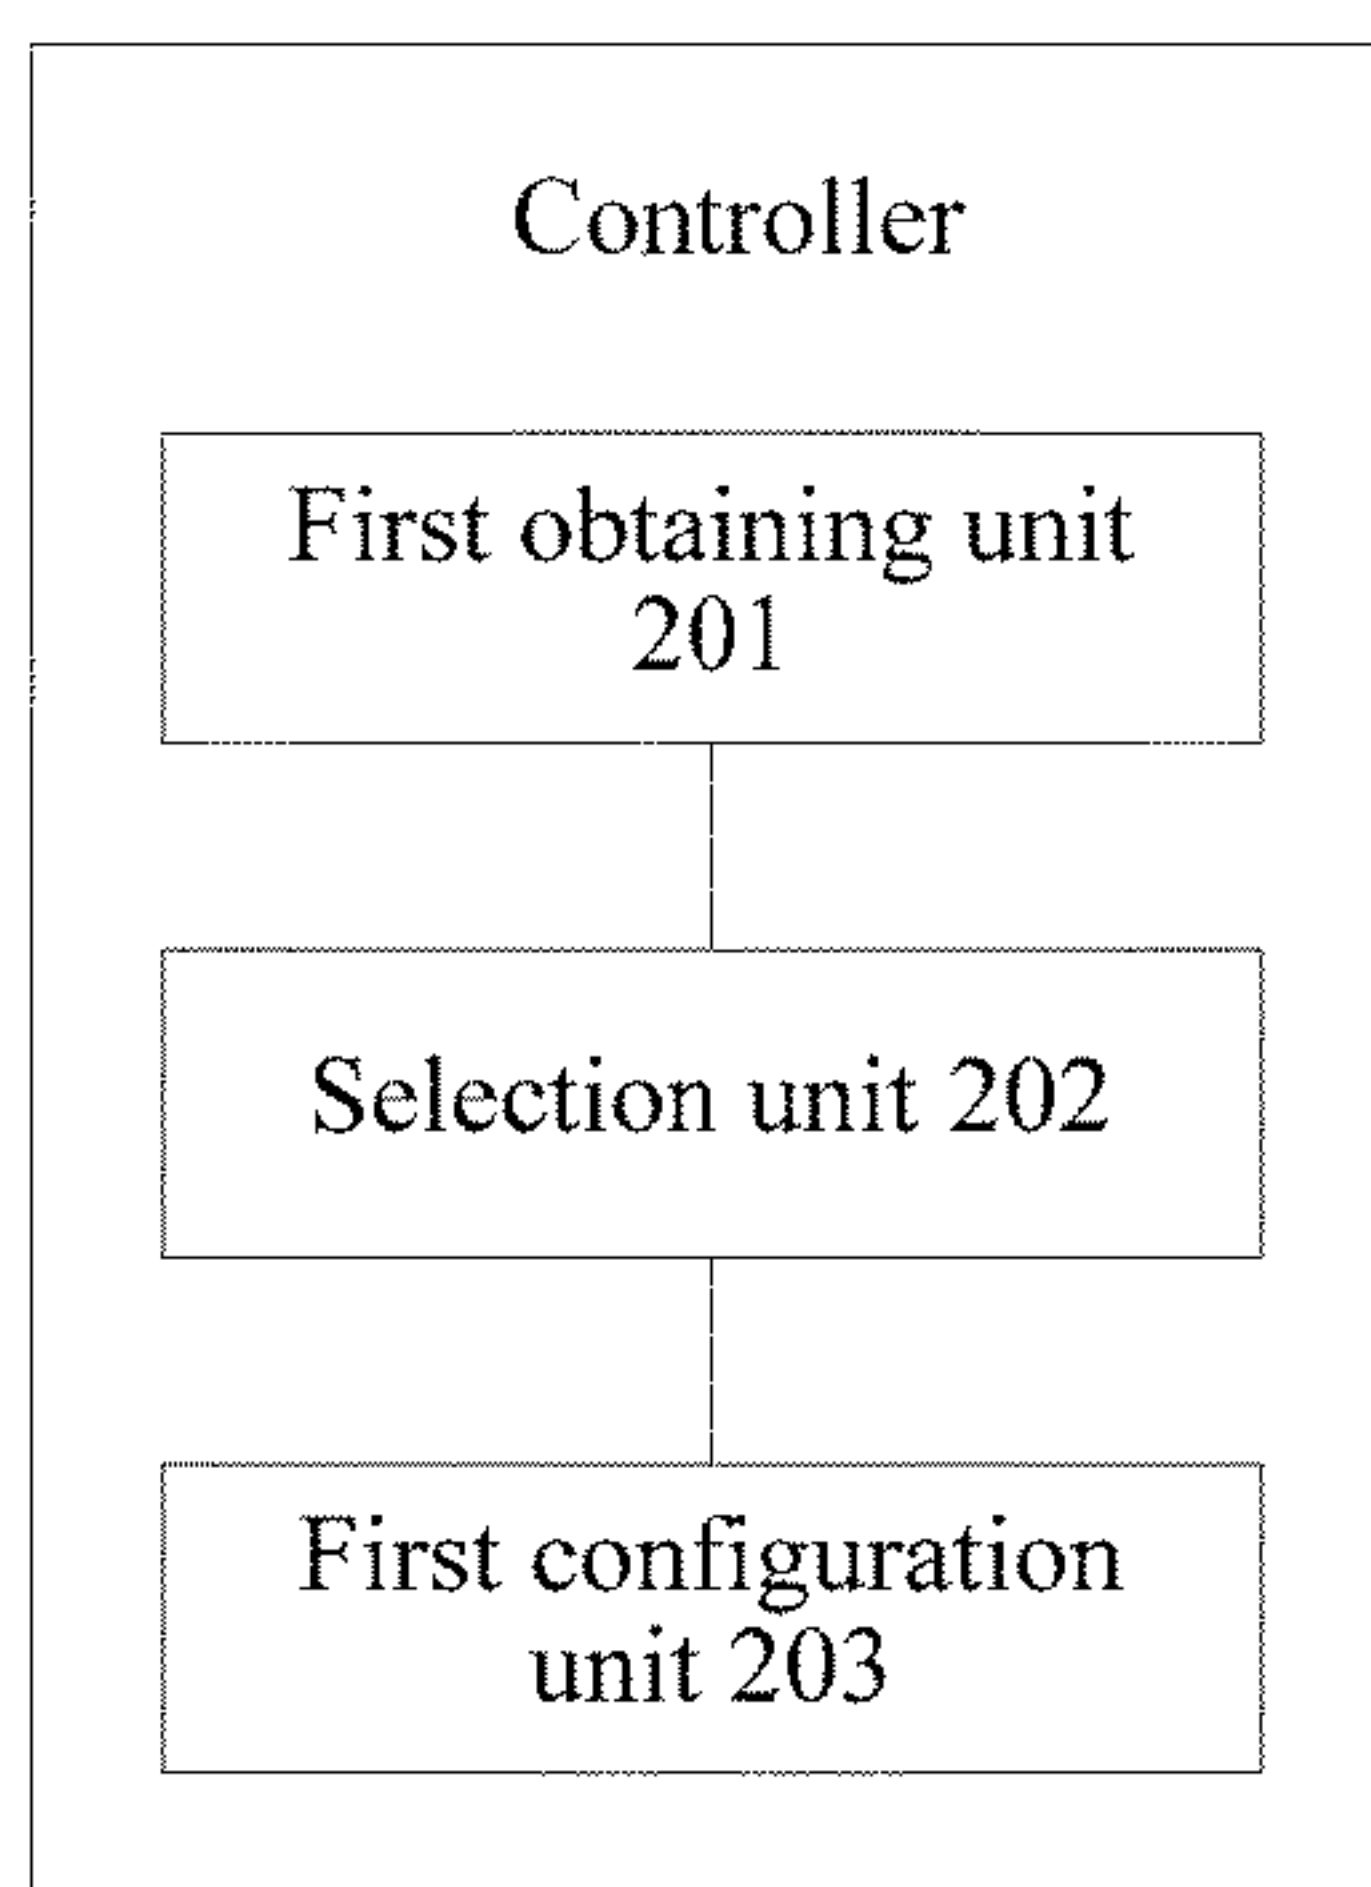 Controller
First obtaining unit
201
Selection unit 202
First configuration
unit 203